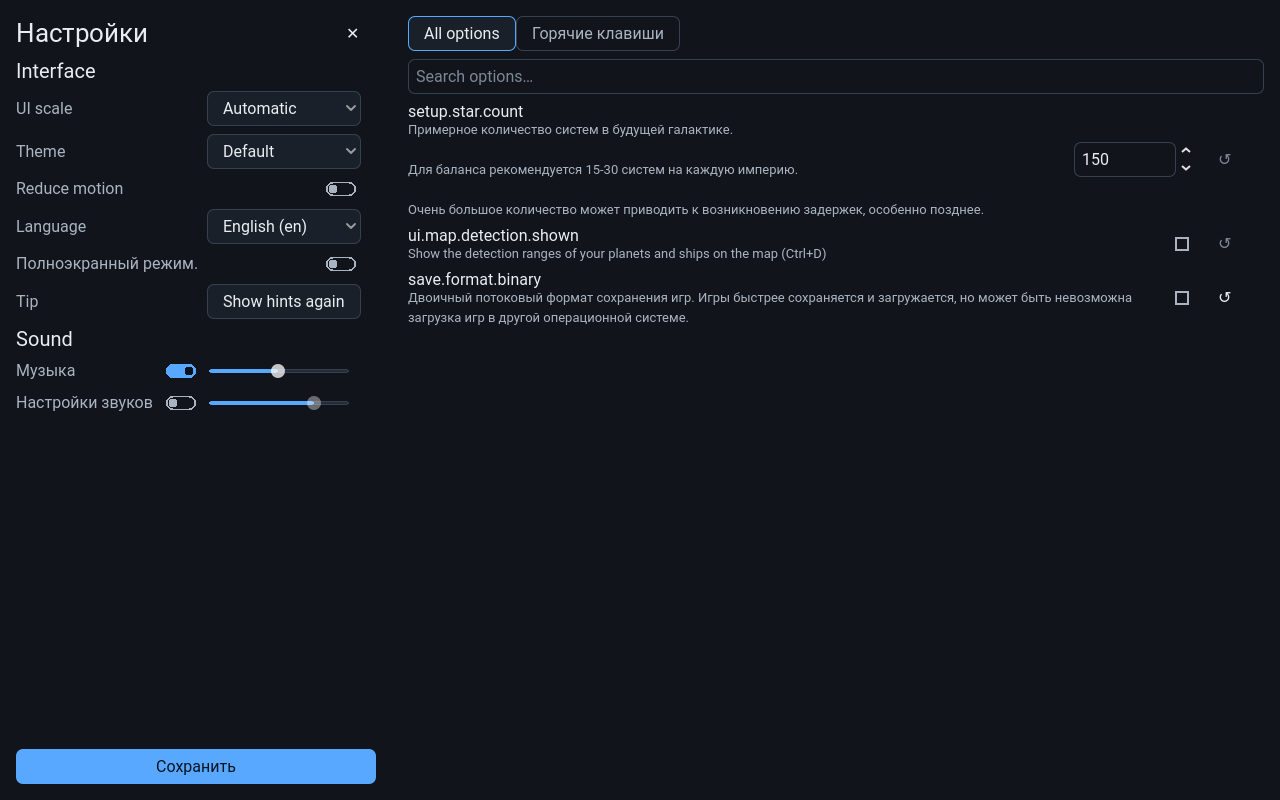 Настройки
✕
Interface
UI scale
Automatic
Theme
Default
Reduce motion
Language
English (en)
Полноэкранный режим.
Tip
Show hints again
Sound
Музыка
Настройки звуков
Сохранить
All options
Горячие клавиши
Search options…
setup.star.count
Примерное количество систем в будущей галактике.
Для баланса рекомендуется 15-30 систем на каждую империю.
Очень большое количество может приводить к возникновению задержек, особенно позднее.
150
↺
ui.map.detection.shown
Show the detection ranges of your planets and ships on the map (Ctrl+D)
↺
save.format.binary
Двоичный потоковый формат сохранения игр. Игры быстрее сохраняется и загружается, но может быть невозможна
загрузка игр в другой операционной системе.
↺